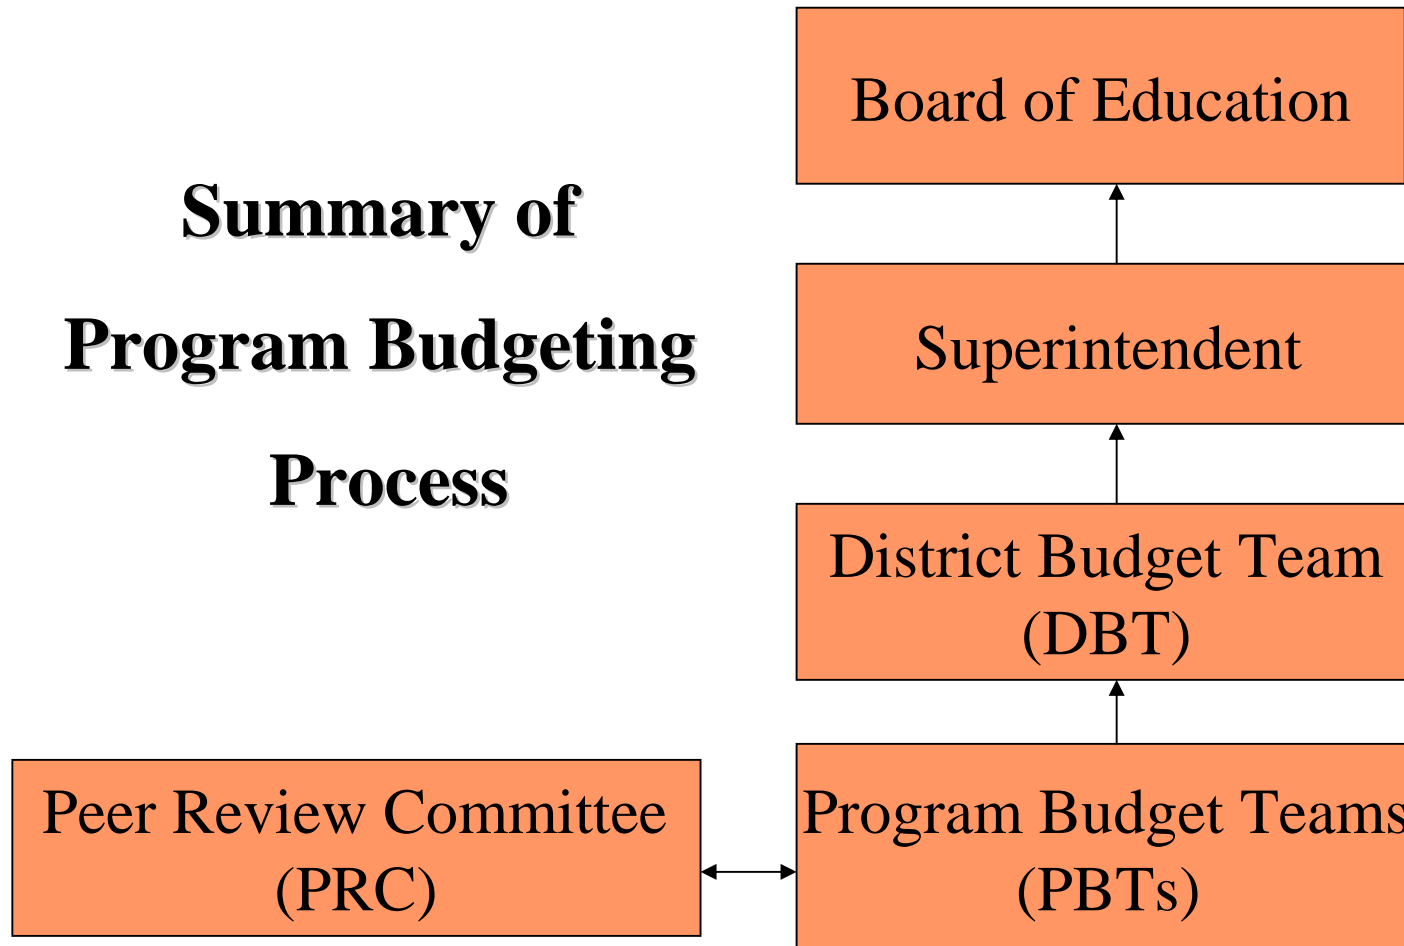 Summary of
Program Budgeting
Process
Board of Education
Superintendent
District Budget Team
(DBT)
Program Budget Teams
(PBTs)
Peer Review Committee
(PRC)